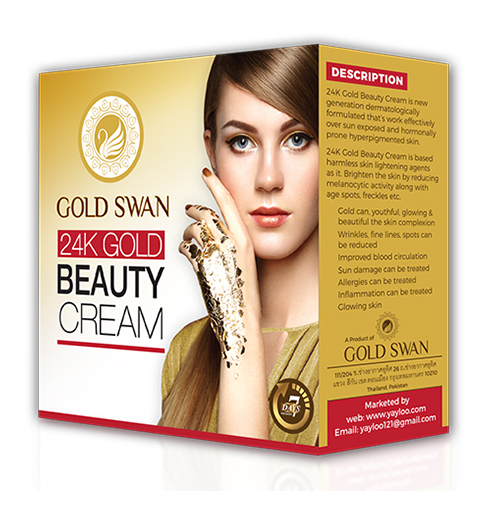 GOLD SWAN
24K GOLD
BEAUTY
CREAM
7
DAYS
DESCRIPTION
24K Gold Beauty Cream is new
generation dermatologically
formulated that's work effectively
over sun exposed and hormonally
prone hyperpigmented skin.
24K Gold Beauty Cream is based
harmless skin lightening agents
as it. Brighten the skin by reducing
melanocytic activity along with
age spots, freckles etc.
Gold can, youthful, glowing &
beautiful the skin complexion
Wrinkles, fine lines, spots can
be reduced
Improved blood circulation
Sun damage can be treated
Allergies can be treated
Inflammation can be treated
Glowing skin
A Product of
GOLD SWAN
111/204
10210
Thailand, Pakistan
Marketed by
web: www.yayloo.com
Email: yayloo121@gmail.com